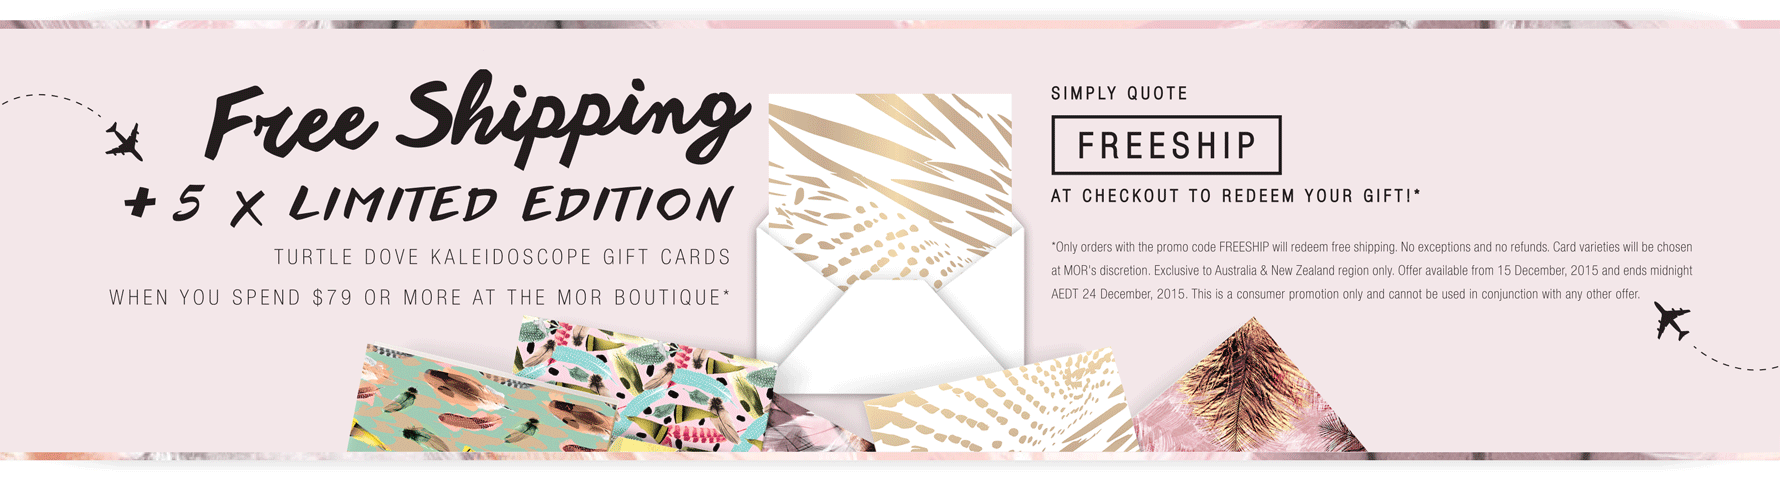 Free Shipping
+ 5 x LIMITED EDITION
TURTLE DOVE KALEIDOSCOPE GIFT CARDS
WHEN YOU SPEND $79 OR MORE AT THE MOR BOUTIQUE*
SIMPLY QUOTE
FREESHIP
AT CHECKOUT TO REDEEM YOUR GIFT!*
*Only orders with the promo code FREESHIP will redeem free shipping. No exceptions and no refunds. Card varieties will be chosen
at MOR's discretion. Exclusive to Australia & New Zealand region only. Offer available from 15 December, 2015 and ends midnight
AEDT 24 December, 2015. This is a consumer promotion only and cannot be used in conjunction with any other offer.